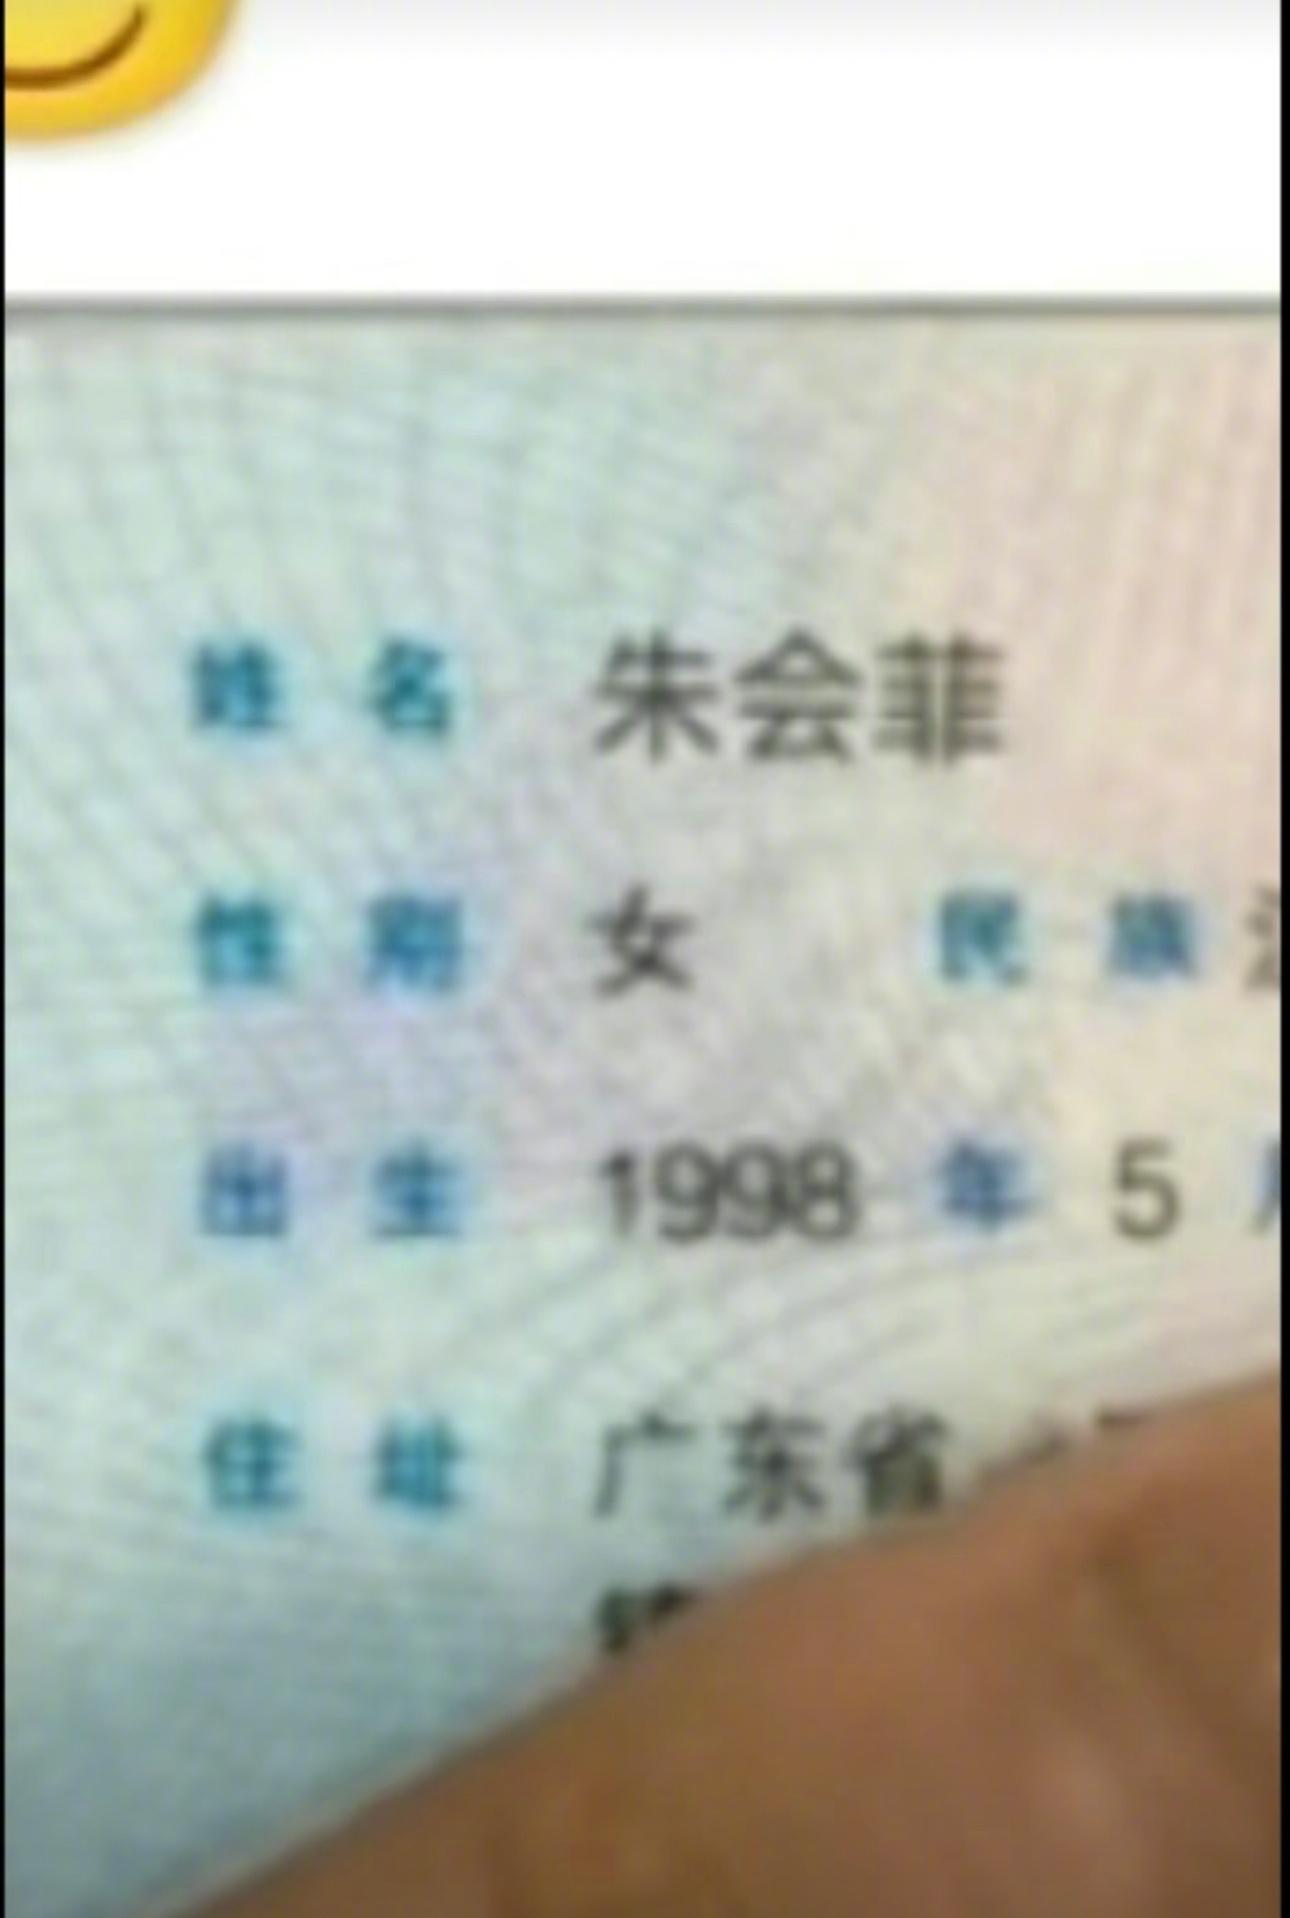 姓名 朱会菲
性别 女 民族
出生 1998 年 5
住址 广东省